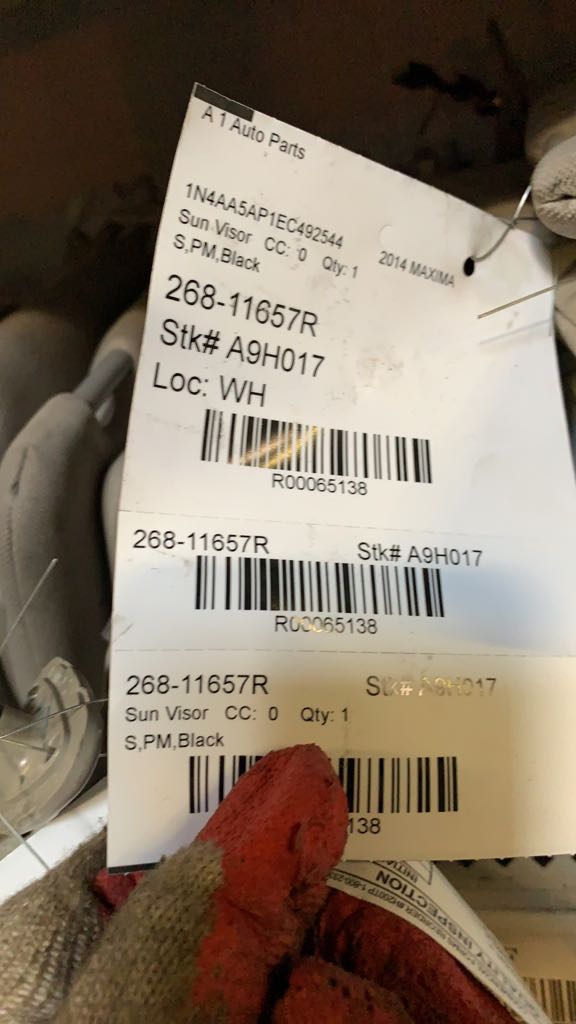 A 1 Auto Parts
1N4AA5AP1EC492544
2014 MAXIMA
Sun Visor CC: 0 Qty: 1
S,PM,Black
268-11657R
Stk# A9H017
Loc: WH
R00065138
268-11657R Stk# A9H017
R00065138
268-11657R Stk# A9H017
Sun Visor CC: 0 Qty: 1
S,PM,Black
138
INSPECTION